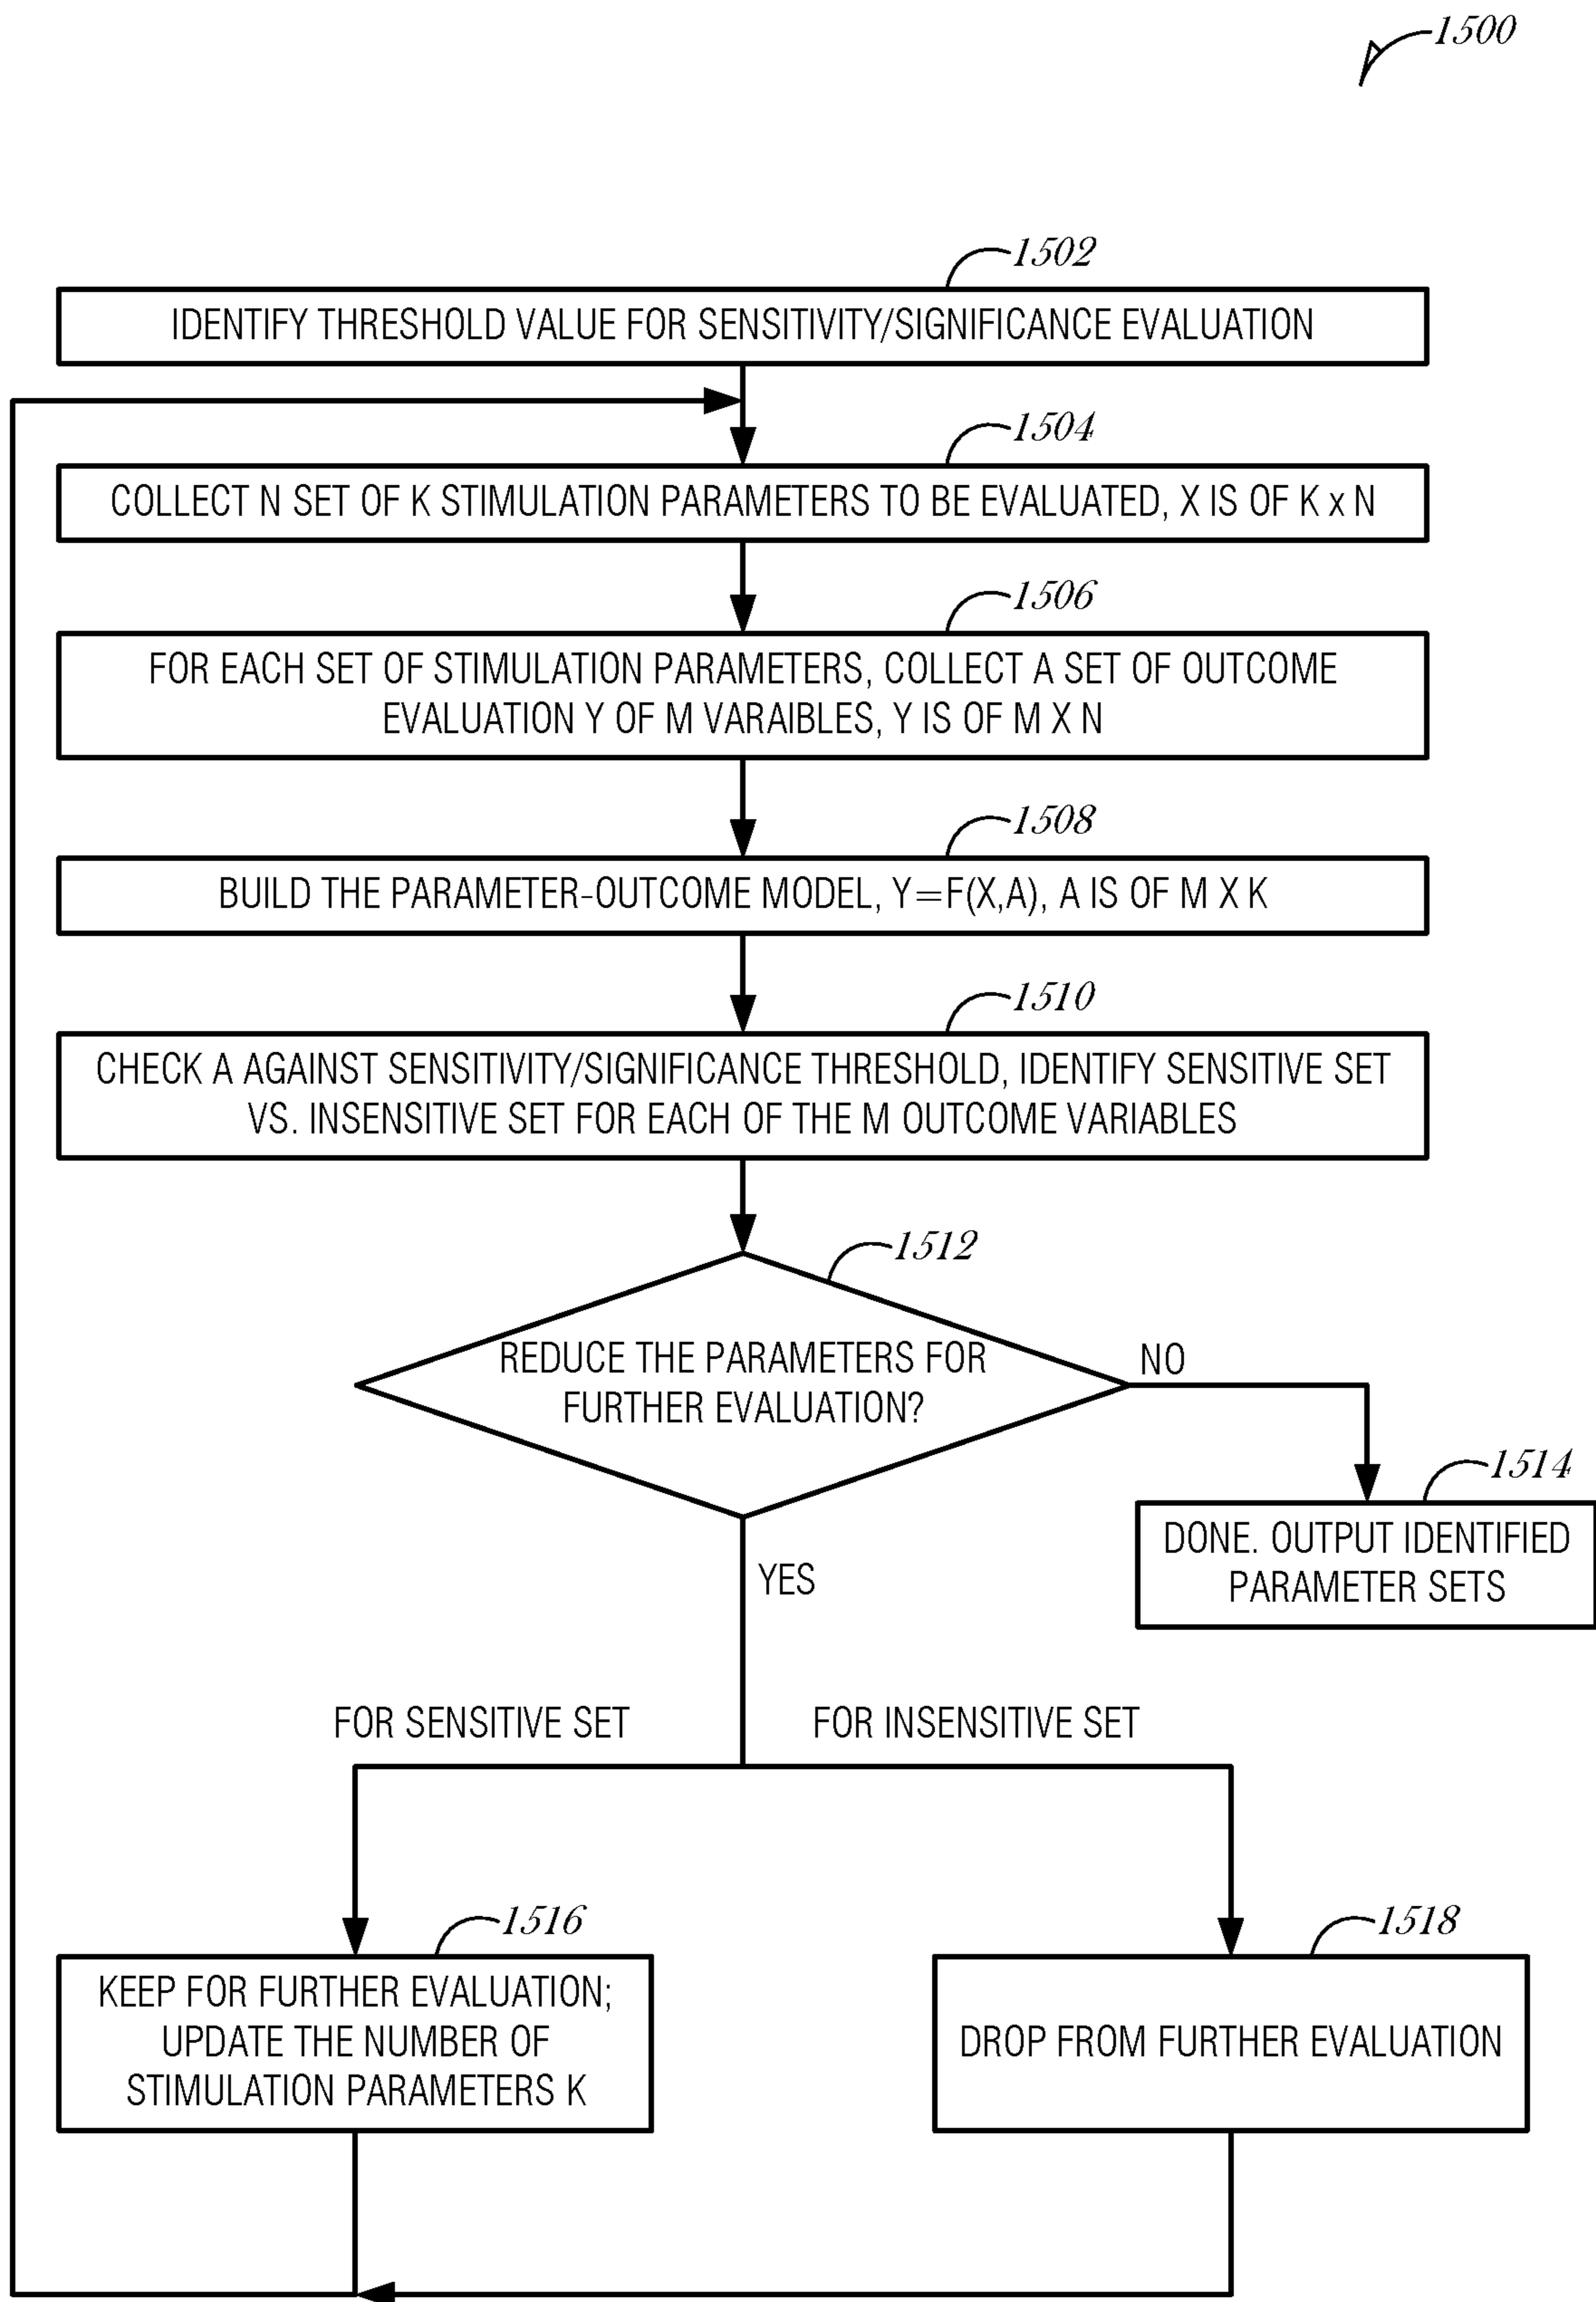 1500
1502
IDENTIFY THRESHOLD VALUE FOR SENSITIVITY/SIGNIFICANCE EVALUATION
1504
COLLECT N SET OF K STIMULATION PARAMETERS TO BE EVALUATED, X IS OF K x N
1506
FOR EACH SET OF STIMULATION PARAMETERS, COLLECT A SET OF OUTCOME
EVALUATION Y OF M VARAIBLES, Y IS OF M X N
1508
BUILD THE PARAMETER-OUTCOME MODEL, Y=F(X,A), A IS OF M X K
1510
CHECK A AGAINST SENSITIVITY/SIGNIFICANCE THRESHOLD, IDENTIFY SENSITIVE SET
VS. INSENSITIVE SET FOR EACH OF THE M OUTCOME VARIABLES
1512
REDUCE THE PARAMETERS FOR
FURTHER EVALUATION?
NO
1514
DONE. OUTPUT IDENTIFIED
PARAMETER SETS
YES
FOR SENSITIVE SET
FOR INSENSITIVE SET
1516
KEEP FOR FURTHER EVALUATION;
UPDATE THE NUMBER OF
STIMULATION PARAMETERS K
1518
DROP FROM FURTHER EVALUATION